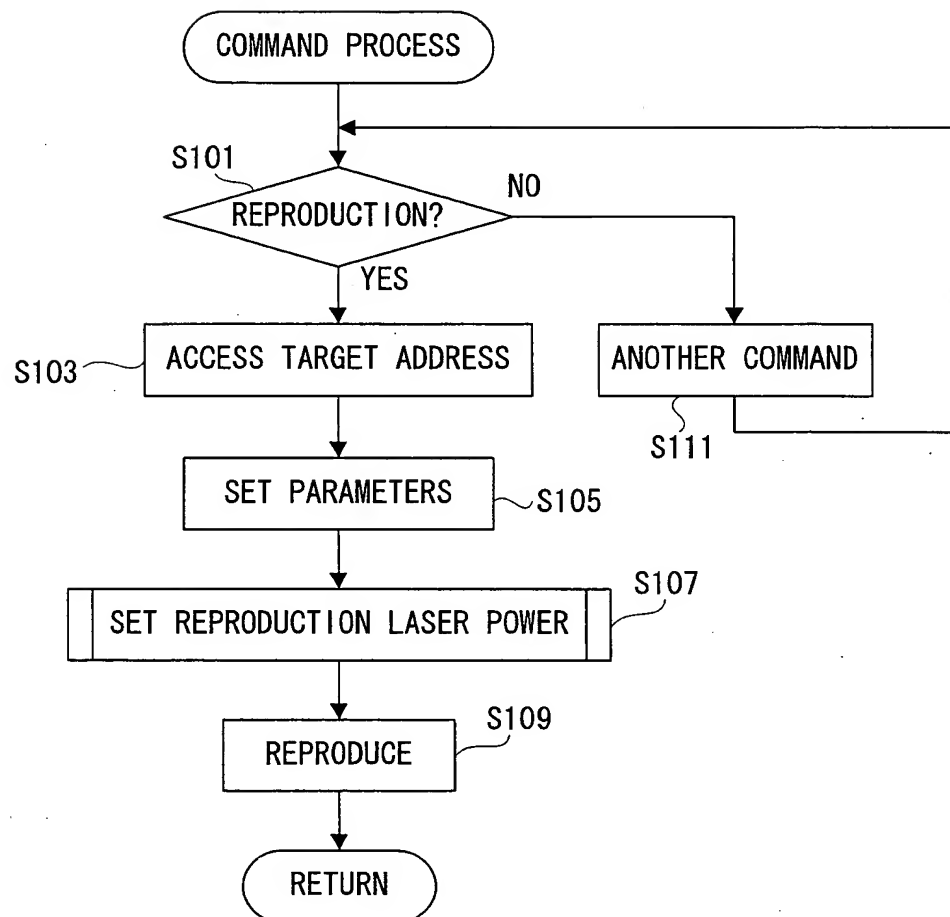 COMMAND PROCESS
S101
REPRODUCTION?
NO
YES
S103
ACCESS TARGET ADDRESS
ANOTHER COMMAND
S111
SET PARAMETERS
S105
S107
SET REPRODUCTION LASER POWER
S109
REPRODUCE
RETURN